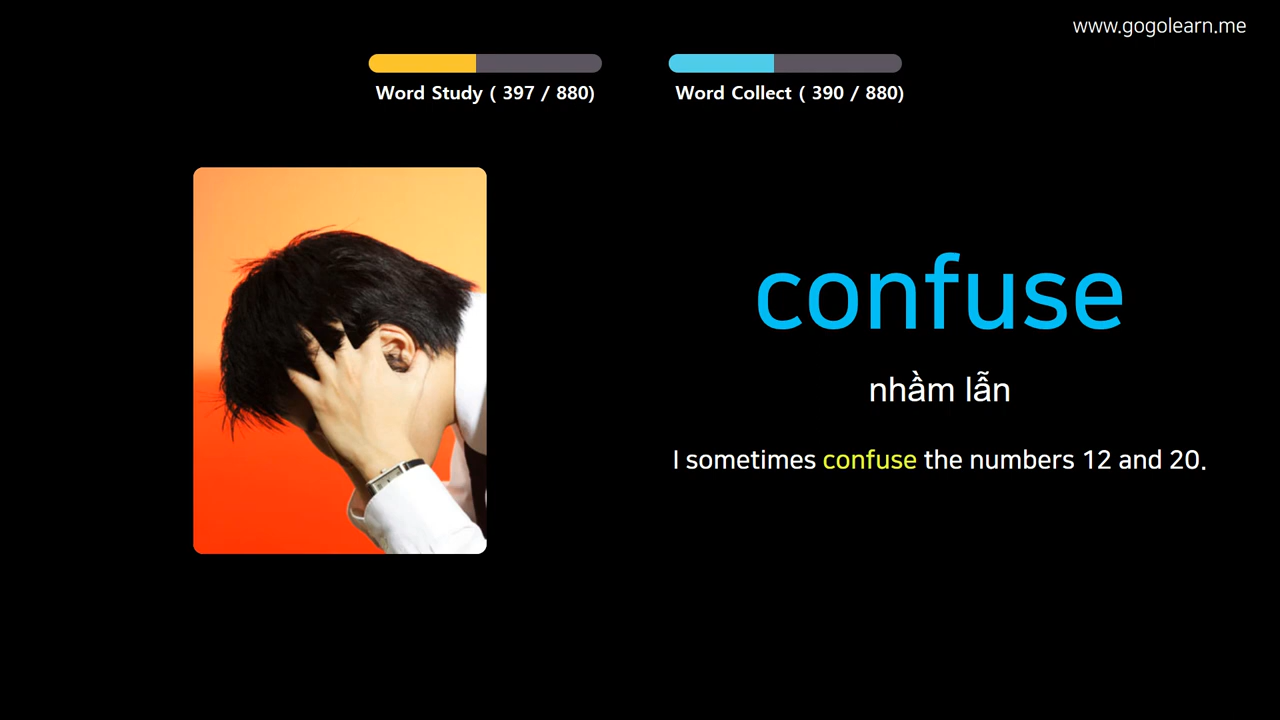 www.gogolearn.me
Word Study ( 397 / 880)
Word Collect ( 390 / 880)
confuse
nhầm lẫn
I sometimes confuse the numbers 12 and 20.